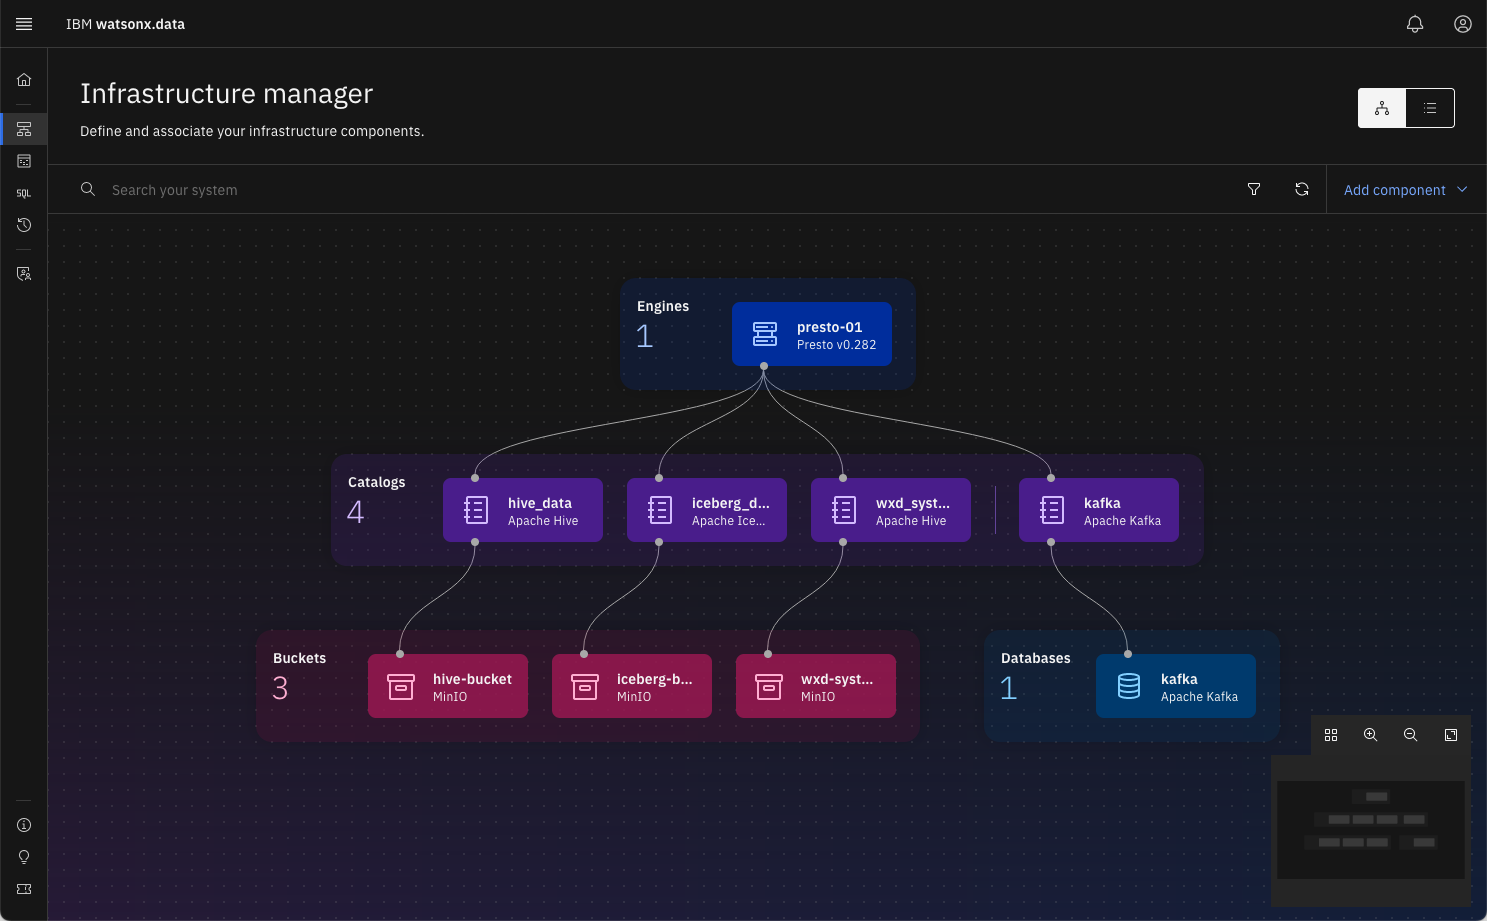 IBM watsonx.data
Infrastructure manager
Define and associate your infrastructure components.
Search your system
Add component
SQL
Engines
1
presto-01
Presto v0.282
Catalogs
4
hive_data
Apache Hive
iceberg_d...
Apache Ice...
wxd_syst...
Apache Hive
kafka
Apache Kafka
Buckets
3
hive-bucket
MinIO
iceberg-b...
MinIO
wxd-syst...
MinIO
Databases
1
kafka
Apache Kafka